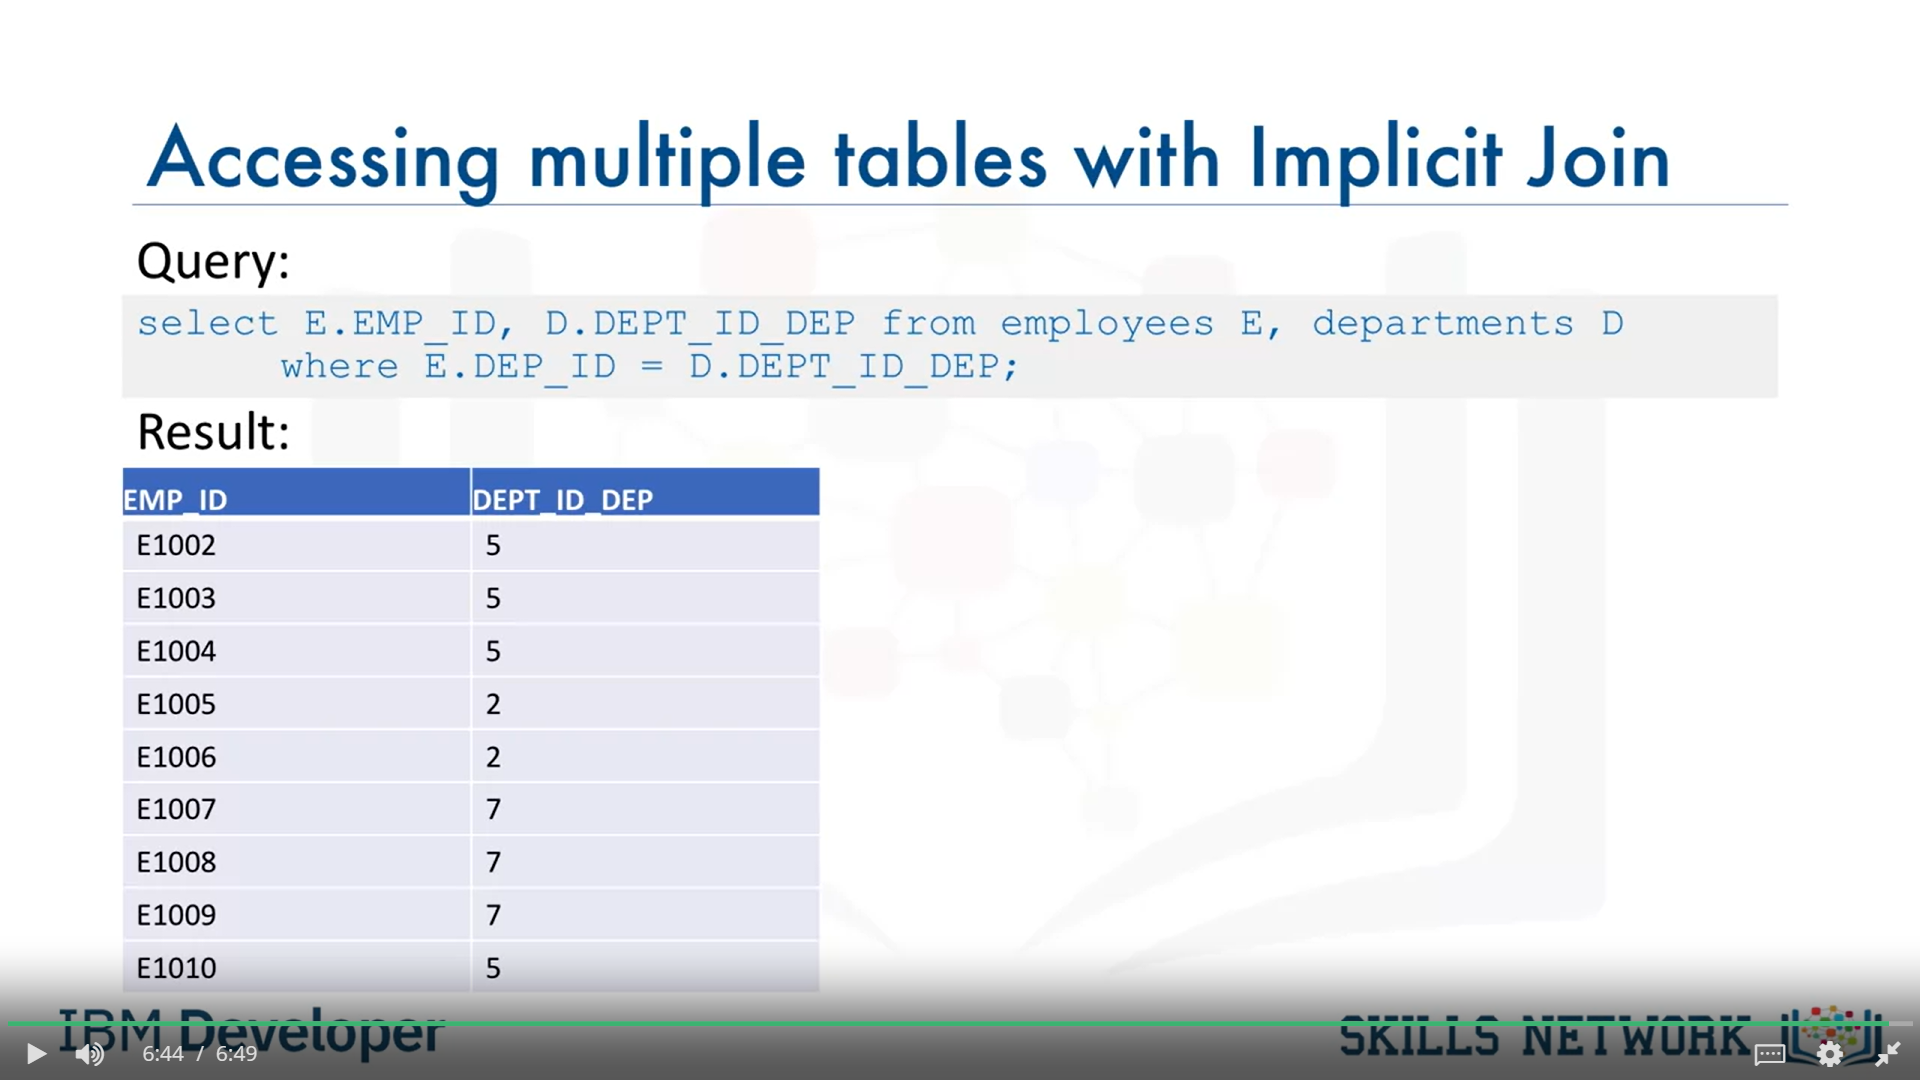 Accessing multiple tables with Implicit Join
Query:
select E.EMP_ID, D.DEPT_ID_DEP from employees E, departments D
where E.DEP_ID = D.DEPT_ID_DEP;
Result:
EMP_ID DEPT_ID_DEP
E1002 5
E1003 5
E1004 5
E1005 2
E1006 2
E1007 7
E1008 7
E1009 7
E1010 5
IBM Developer
SKILLS NETWORK
6:44 / 6:49